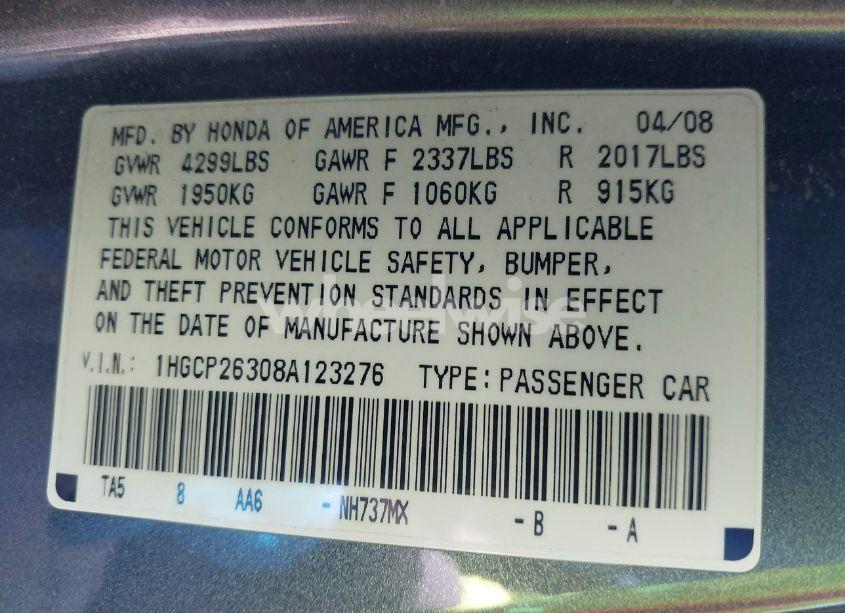 MFD. BY HONDA OF AMERICA MFG., INC. 04/08
GVWR 4299LBS GAWR F 2337LBS R 2017LBS
GVWR 1950KG GAWR F 1060KG R 915KG
THIS VEHICLE CONFORMS TO ALL APPLICABLE
FEDERAL MOTOR VEHICLE SAFETY, BUMPER,
AND THEFT PREVENTION STANDARDS IN EFFECT
ON THE DATE OF MANUFACTURE SHOWN ABOVE.
V.I.N.: 1HGCP26308A123276 TYPE: PASSENGER CAR
TA5 8 AA6 - NH737MX - B - A
wheelwise